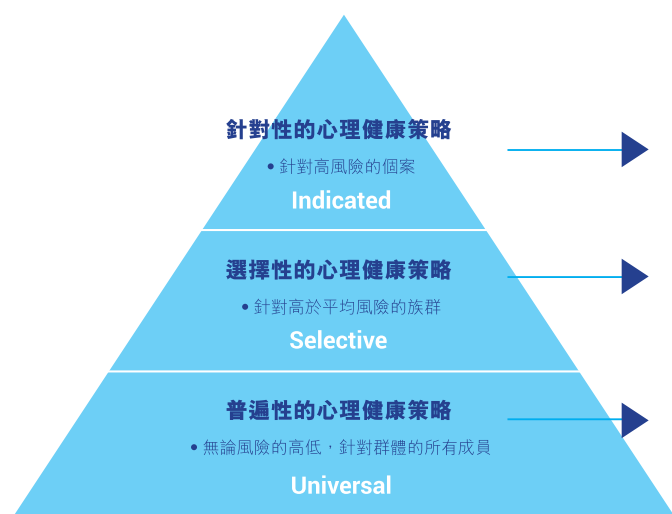 針對性的心理健康策略
• 針對高風險的個案
Indicated
選擇性的心理健康策略
• 針對高於平均風險的族群
Selective
普遍性的心理健康策略
• 無論風險的高低，針對群體的所有成員
Universal